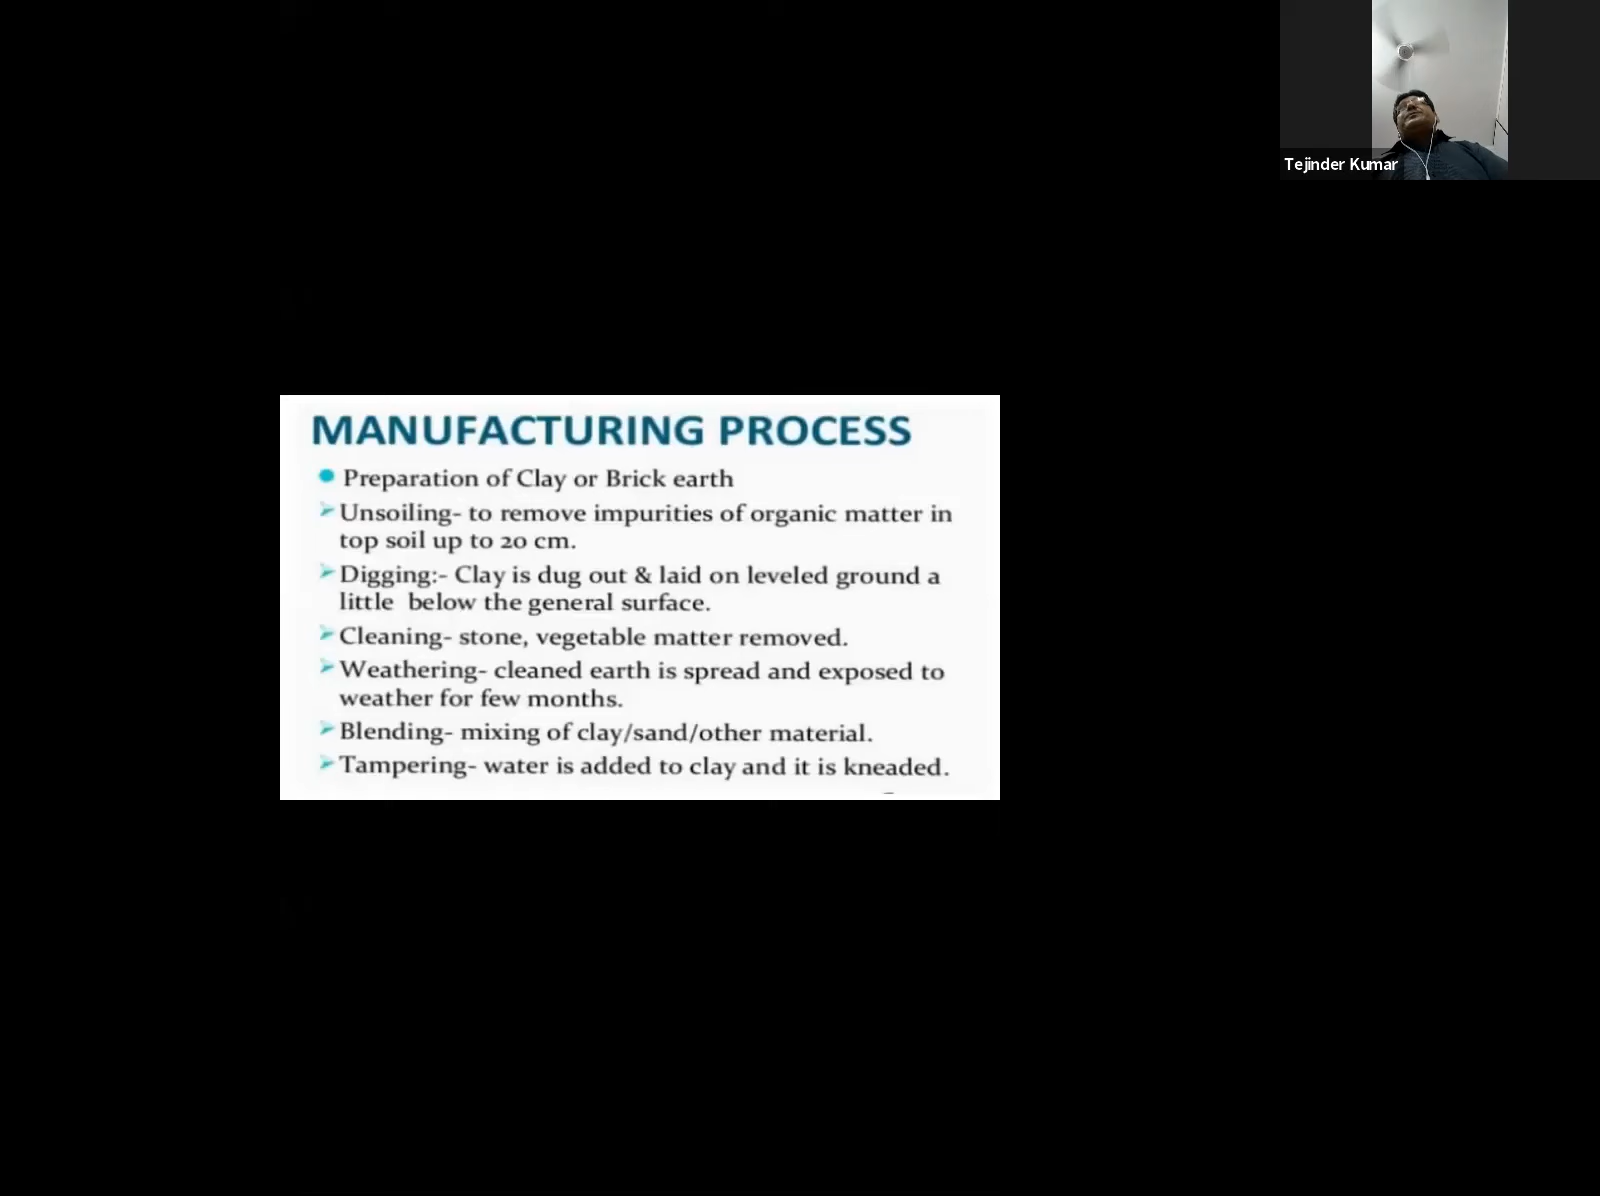 Tejinder Kumar
MANUFACTURING PROCESS
Preparation of Clay or Brick earth
Unsoiling- to remove impurities of organic matter in
top soil up to 20 cm.
Digging:- Clay is dug out & laid on leveled ground a
little below the general surface.
Cleaning- stone, vegetable matter removed.
Weathering- cleaned earth is spread and exposed to
weather for few months.
Blending- mixing of clay/sand/other material.
Tampering- water is added to clay and it is kneaded.